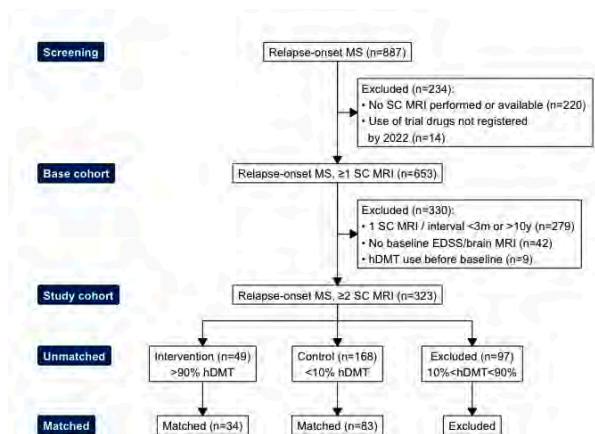 Screening
Relapse-onset MS (n=887)
Excluded (n=234):
• No SC MRI performed or available (n=220)
• Use of trial drugs not registered
by 2022 (n=14)
Base cohort
Relapse-onset MS, ≥1 SC MRI (n=653)
Excluded (n=330):
• 1 SC MRI / interval <3m or >10y (n=279)
• No baseline EDSS/brain MRI (n=42)
• hDMT use before baseline (n=9)
Study cohort
Relapse-onset MS, ≥2 SC MRI (n=323)
Unmatched
Intervention (n=49)
>90% hDMT
Control (n=168)
<10% hDMT
Excluded (n=97)
10%<hDMT<90%
Matched
Matched (n=34)
Matched (n=83)
Excluded